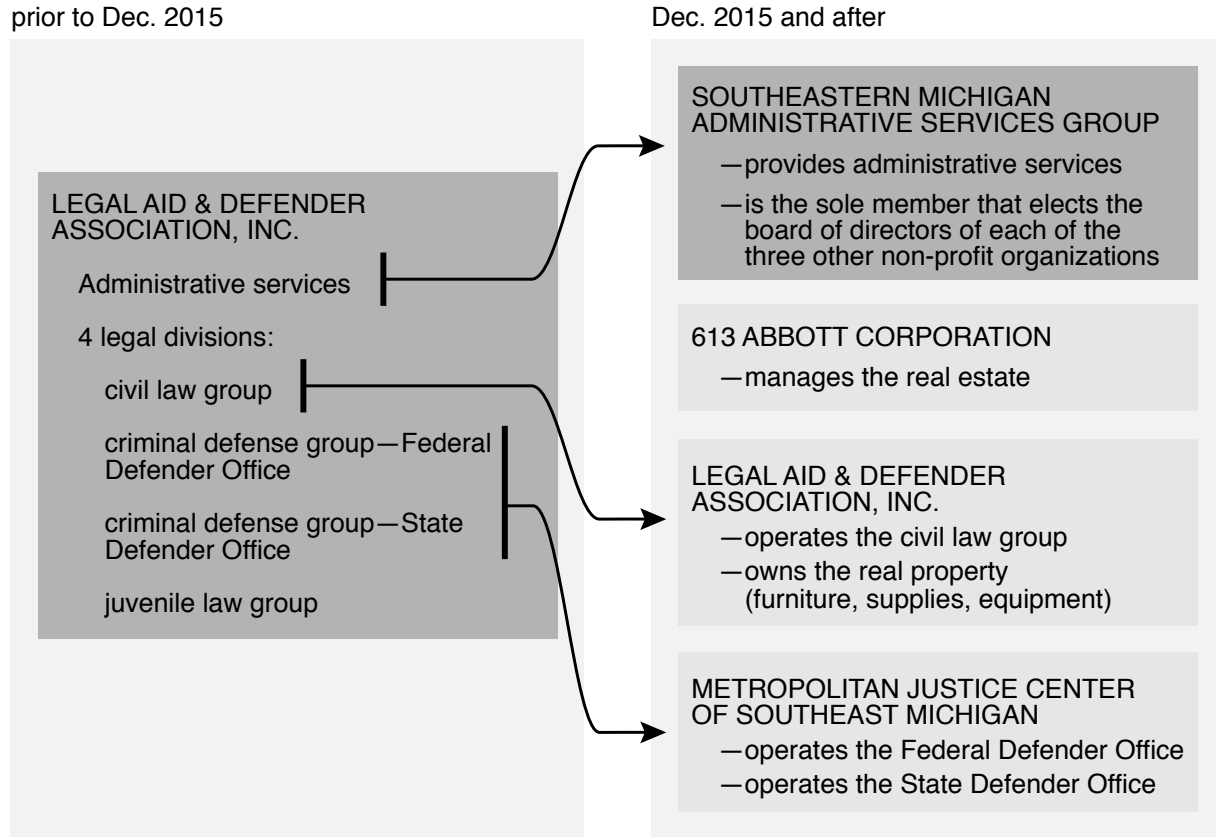 prior to Dec. 2015
LEGAL AID & DEFENDER
ASSOCIATION, INC.
Administrative services
4 legal divisions:
civil law group
criminal defense group—Federal
Defender Office
criminal defense group—State
Defender Office
juvenile law group
Dec. 2015 and after
SOUTHEASTERN MICHIGAN
ADMINISTRATIVE SERVICES GROUP
—provides administrative services
—is the sole member that elects the
board of directors of each of the
three other non-profit organizations
613 ABBOTT CORPORATION
—manages the real estate
LEGAL AID & DEFENDER
ASSOCIATION, INC.
—operates the civil law group
—owns the real property
(furniture, supplies, equipment)
METROPOLITAN JUSTICE CENTER
OF SOUTHEAST MICHIGAN
—operates the Federal Defender Office
—operates the State Defender Office